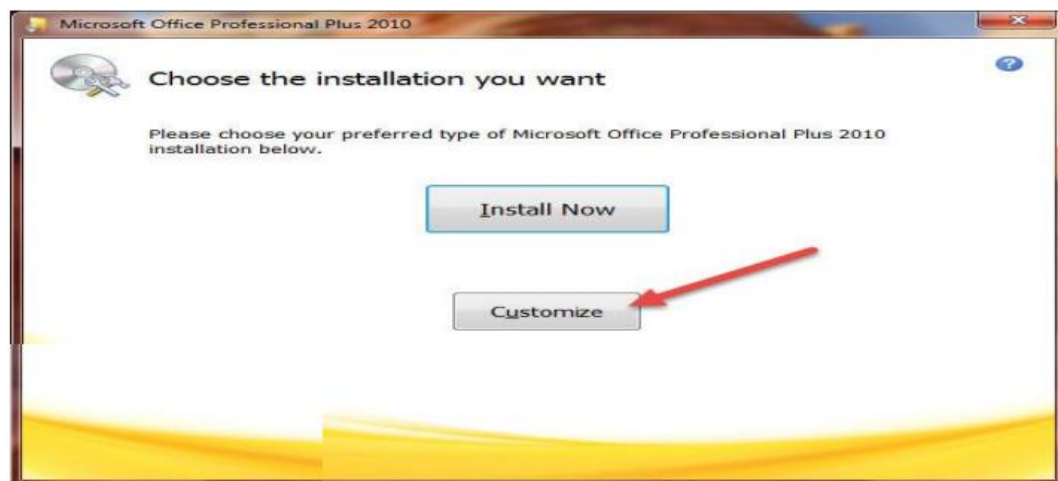 Microsoft Office Professional Plus 2010
Choose the installation you want
Please choose your preferred type of Microsoft Office Professional Plus 2010
installation below.
Install Now
Customize